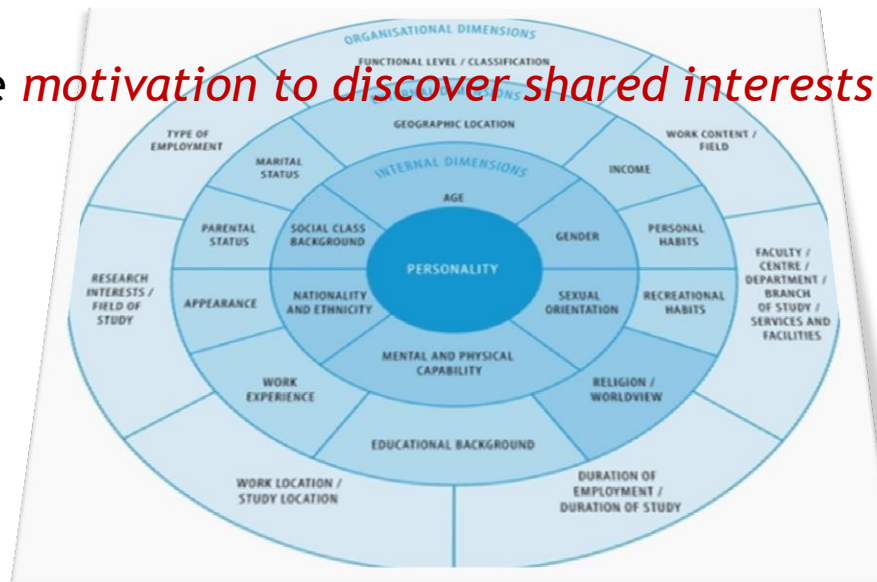 ORGANISATIONAL DIMENSIONS
FUNCTIONAL LEVEL / CLASSIFICATION
e motivation to discover shared interests
EXTERNAL DIMENSIONS
GEOGRAPHIC LOCATION
TYPE OF
EMPLOYMENT
WORK CONTENT /
FIELD
MARITAL
STATUS
INTERNAL DIMENSIONS
INCOME
AGE
PARENTAL
STATUS
SOCIAL CLASS
BACKGROUND
GENDER
PERSONAL
HABITS
PERSONALITY
RESEARCH
INTERESTS /
FIELD OF
STUDY
FACULTY /
CENTRE /
DEPARTMENT /
BRANCH
OF STUDY /
SERVICES AND
FACILITIES
APPEARANCE
NATIONALITY
AND ETHNICITY
SEXUAL
ORIENTATION
RECREATIONAL
HABITS
MENTAL AND PHYSICAL
CAPABILITY
WORK
EXPERIENCE
RELIGION /
WORLDVIEW
EDUCATIONAL BACKGROUND
WORK LOCATION /
STUDY LOCATION
DURATION OF
EMPLOYMENT /
DURATION OF STUDY